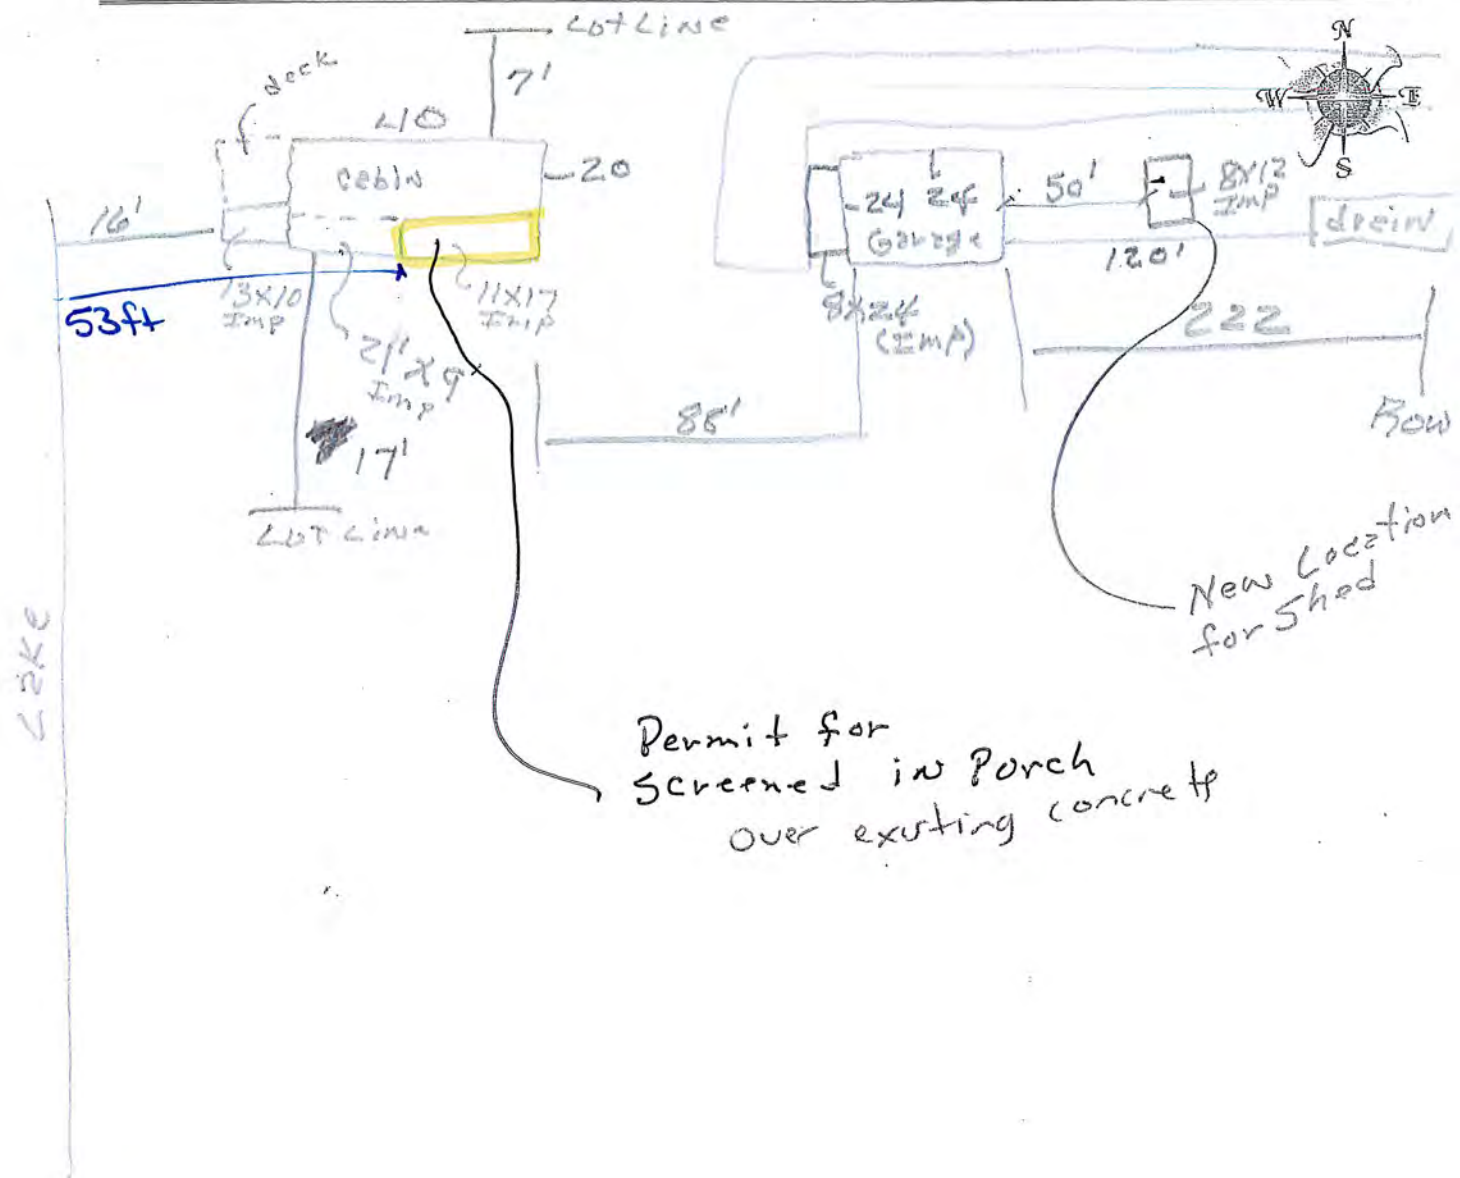 Lot Line
N
deck
7'
W
E
40
S
cabin
20
16'
24
24
50'
8X12
Imp
Garage
drain
120'
53ft
13X10
Imp
11X17
Imp
8X24
(Imp)
222
21' X 9'
Imp
88'
Row
17'
Lot Line
New Location
for Shed
Lake
Permit for
Screened in Porch
over existing concrete